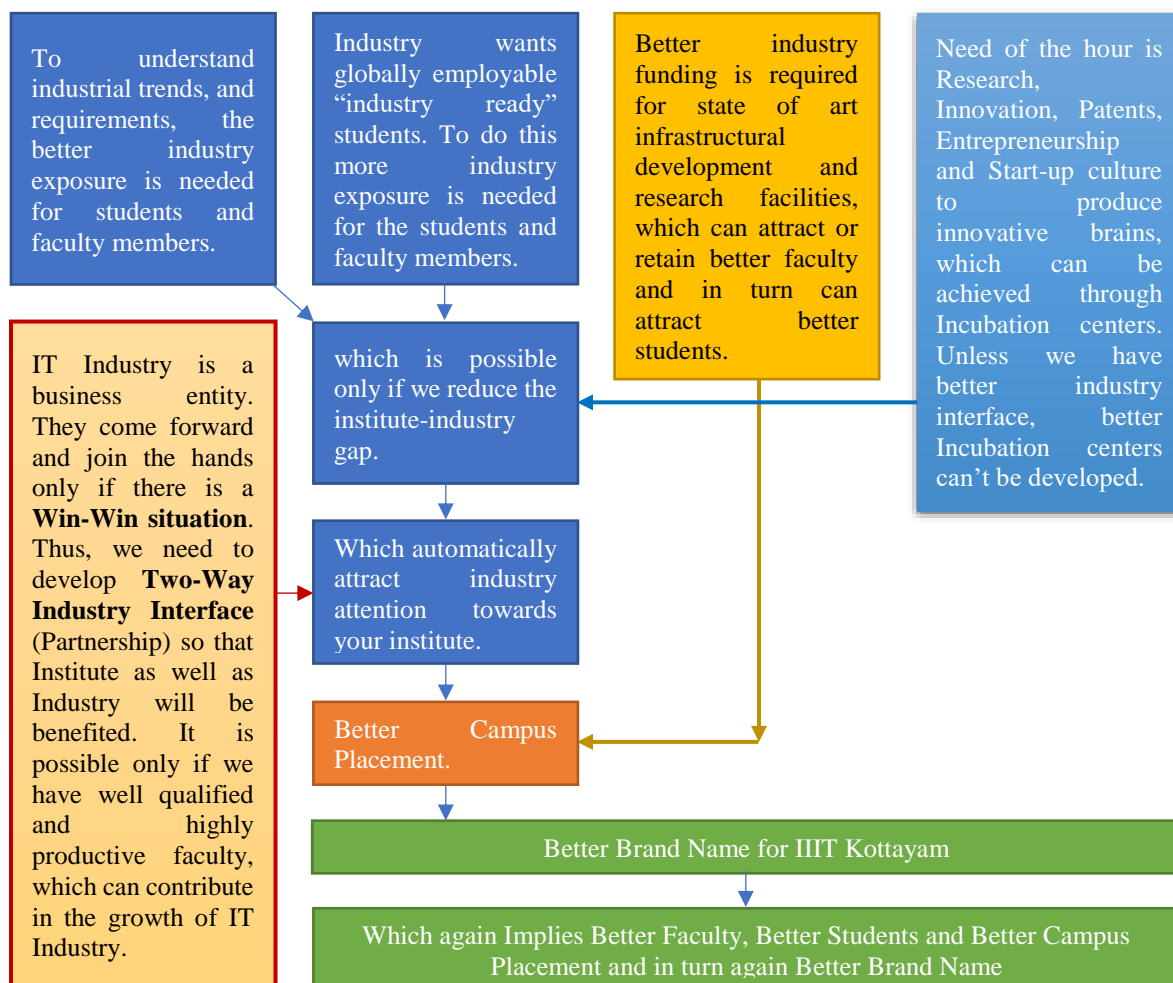 To understand
industrial trends, and
requirements, the
better industry
exposure is needed
for students and
faculty members.
Industry wants
globally employable
“industry ready”
students. To do this
more industry
exposure is needed
for the students and
faculty members.
Better industry
funding is required
for state of art
infrastructural
development and
research facilities,
which can attract or
retain better faculty
and in turn can
attract better
students.
Need of the hour is
Research,
Innovation, Patents,
Entrepreneurship
and Start-up culture
to produce
innovative brains,
which can be
achieved through
Incubation centers.
Unless we have
better industry
interface, better
Incubation centers
can’t be developed.
IT Industry is a
business entity.
They come forward
and join the hands
only if there is a
Win-Win situation.
Thus, we need to
develop Two-Way
Industry Interface
(Partnership) so that
Institute as well as
Industry will be
benefited. It is
possible only if we
have well qualified
and highly
productive faculty,
which can contribute
in the growth of IT
Industry.
which is possible
only if we reduce the
institute-industry
gap.
Which automatically
attract industry
attention towards
your institute.
Better Campus
Placement.
Better Brand Name for IIIT Kottayam
Which again Implies Better Faculty, Better Students and Better Campus
Placement and in turn again Better Brand Name